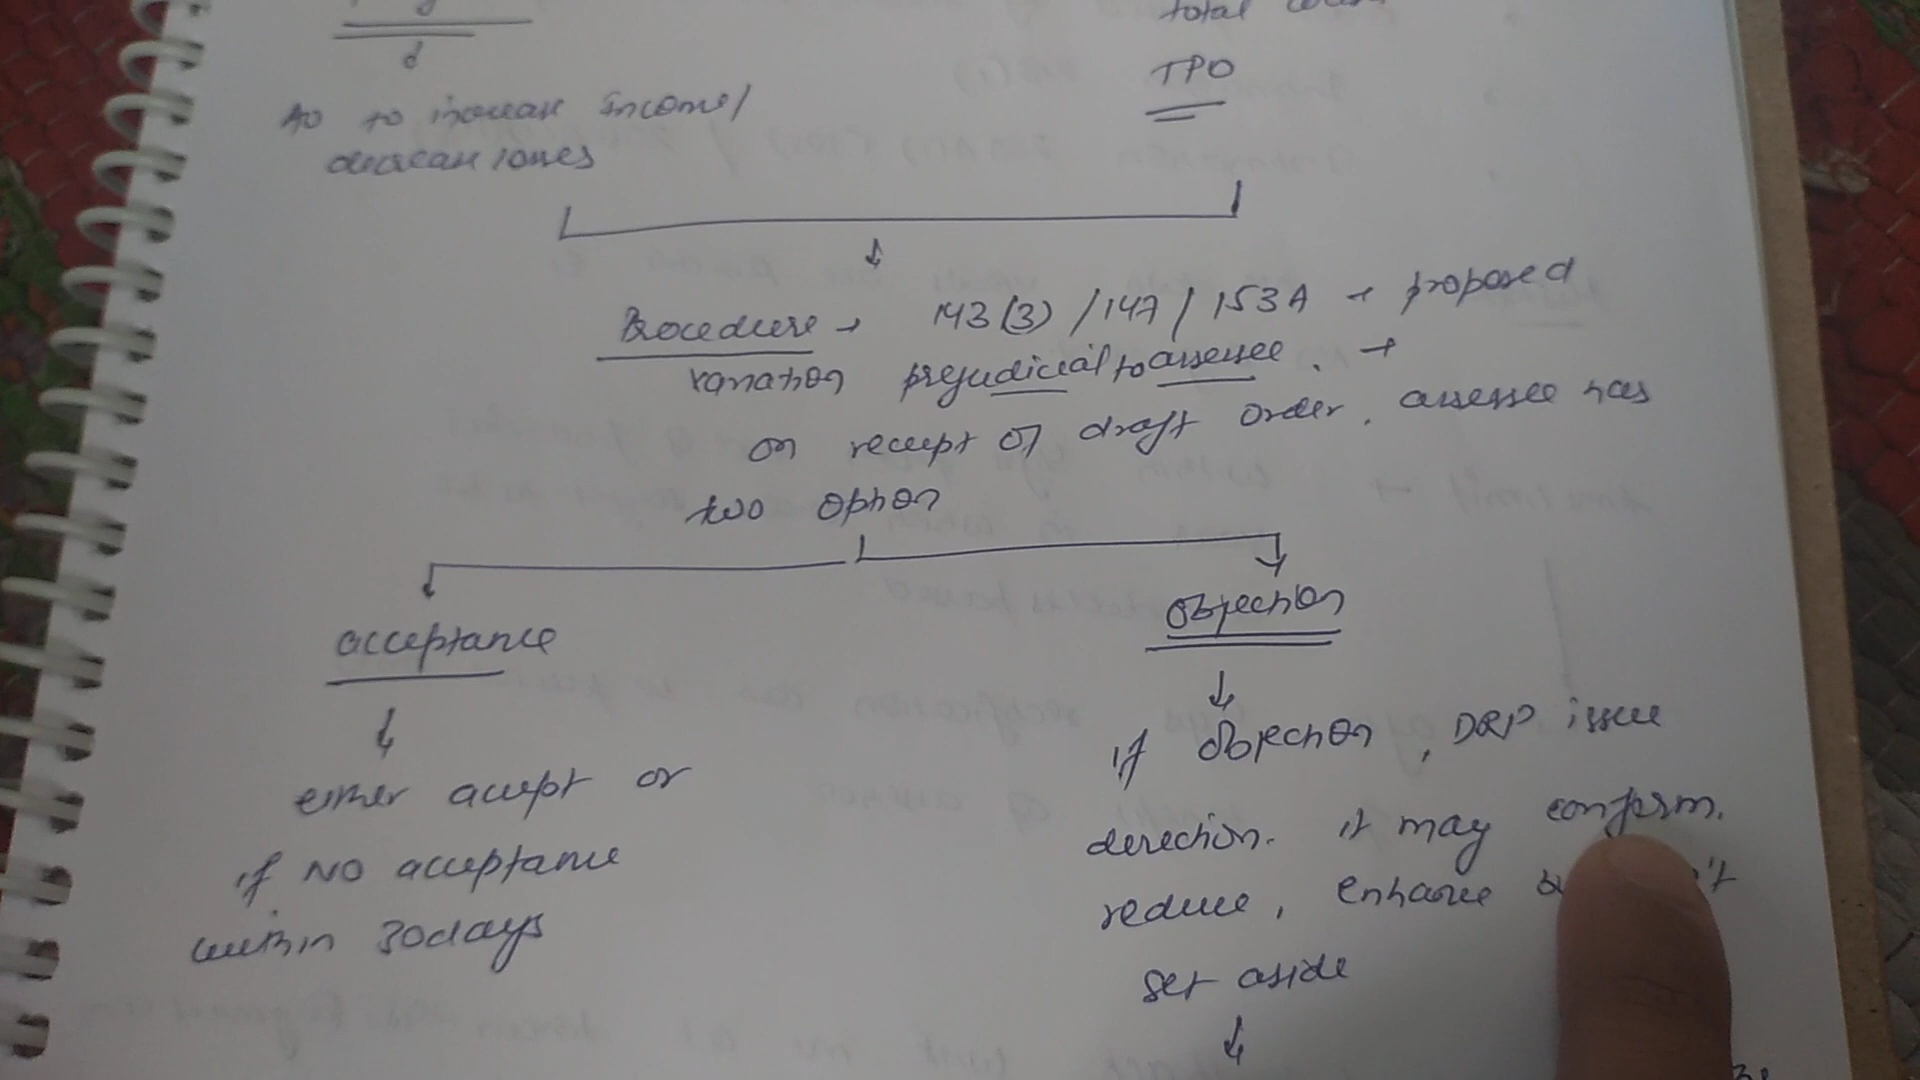 total
TPO
AO to increase income/
decrease losses
Procedure → 143(3) /147/ 153A → proposed
variation prejudicial to assessee. →
on receipt of draft order, assessee has
two option
acceptance
Objection
either accept or
if NO acceptance
within 30days
if Objection, DRP issue
derection. it may confirm.
reduce, enhance
set aside